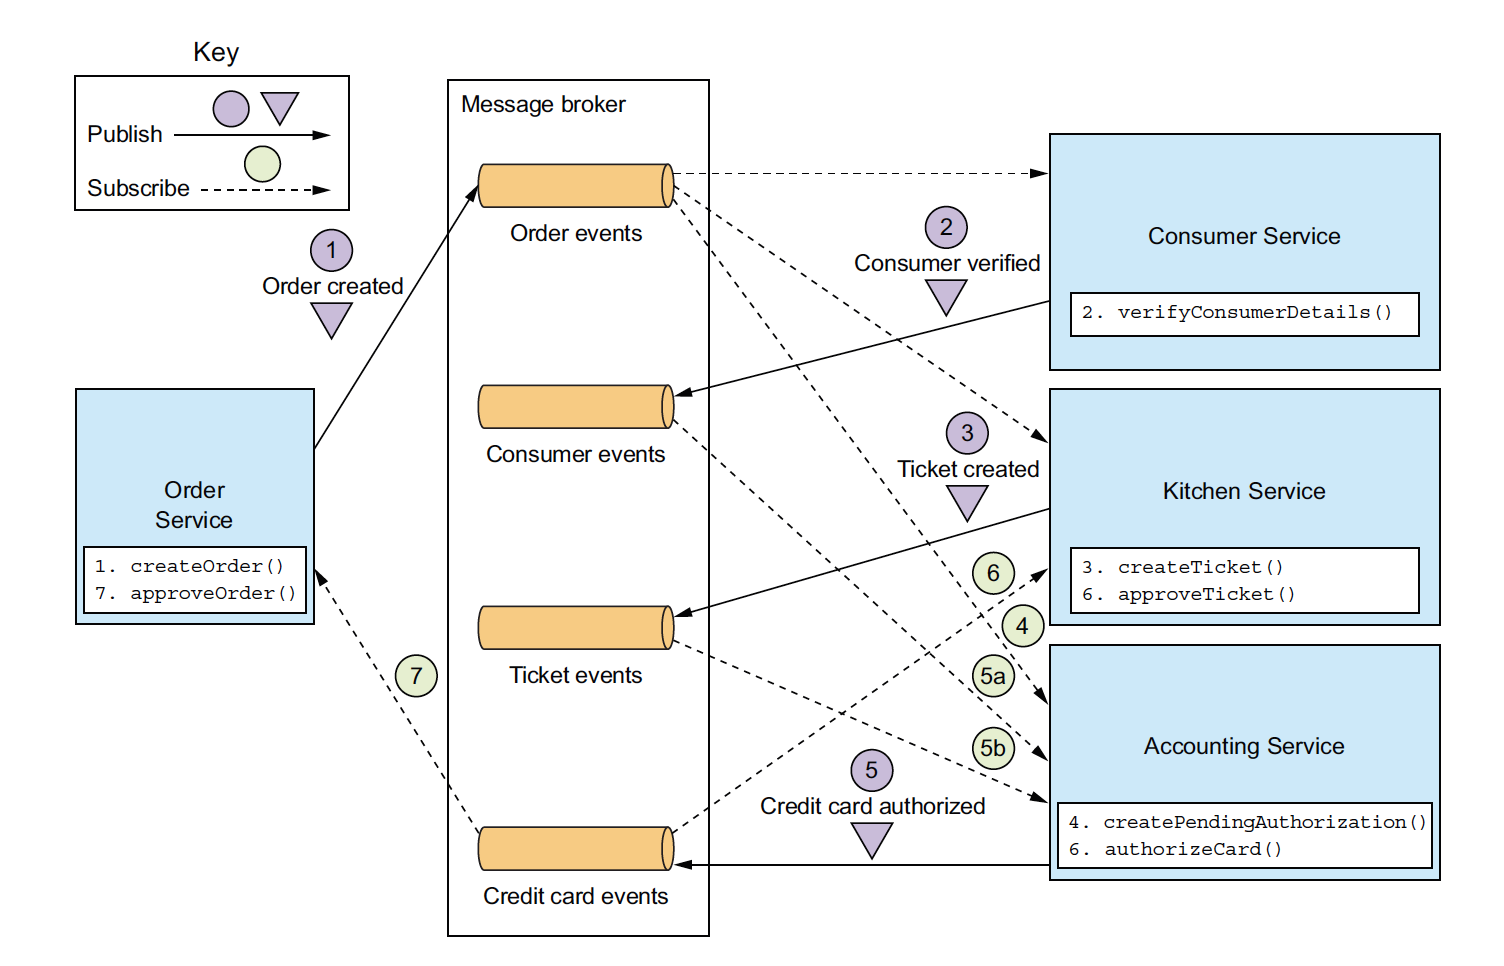 Key
Publish
Subscribe
Message broker
Order events
Consumer events
Ticket events
Credit card events
1
Order created
Order
Service
1. createOrder()
7. approveOrder()
7
2
Consumer verified
Consumer Service
2. verifyConsumerDetails()
3
Ticket created
Kitchen Service
3. createTicket()
6. approveTicket()
6
4
5a
5b
5
Credit card authorized
Accounting Service
4. createPendingAuthorization()
6. authorizeCard()